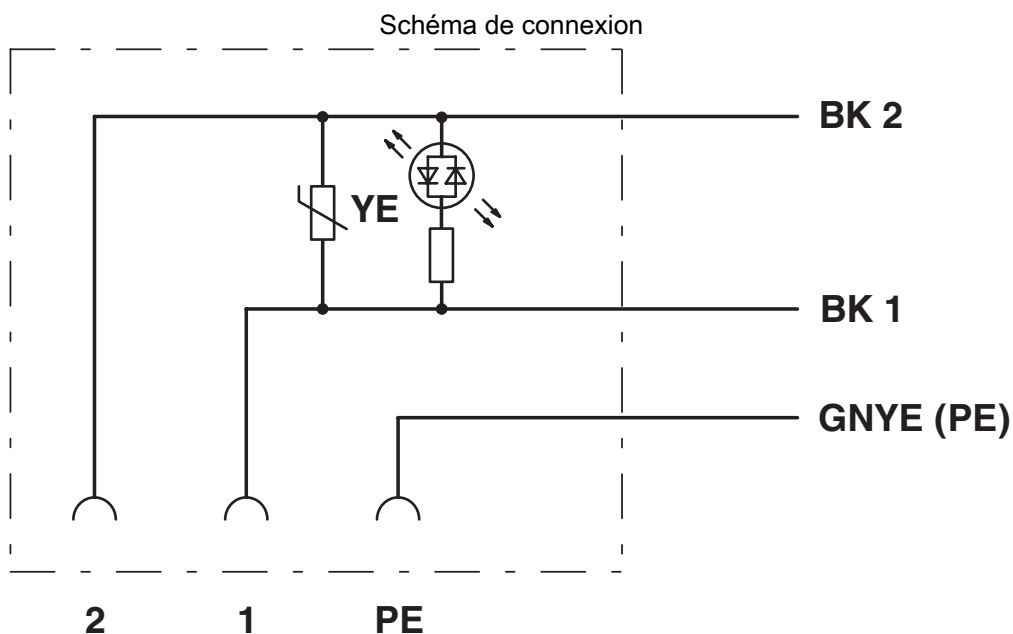 Schéma de connexion
BK 2
YE
BK 1
GNYE (PE)
2 1 PE